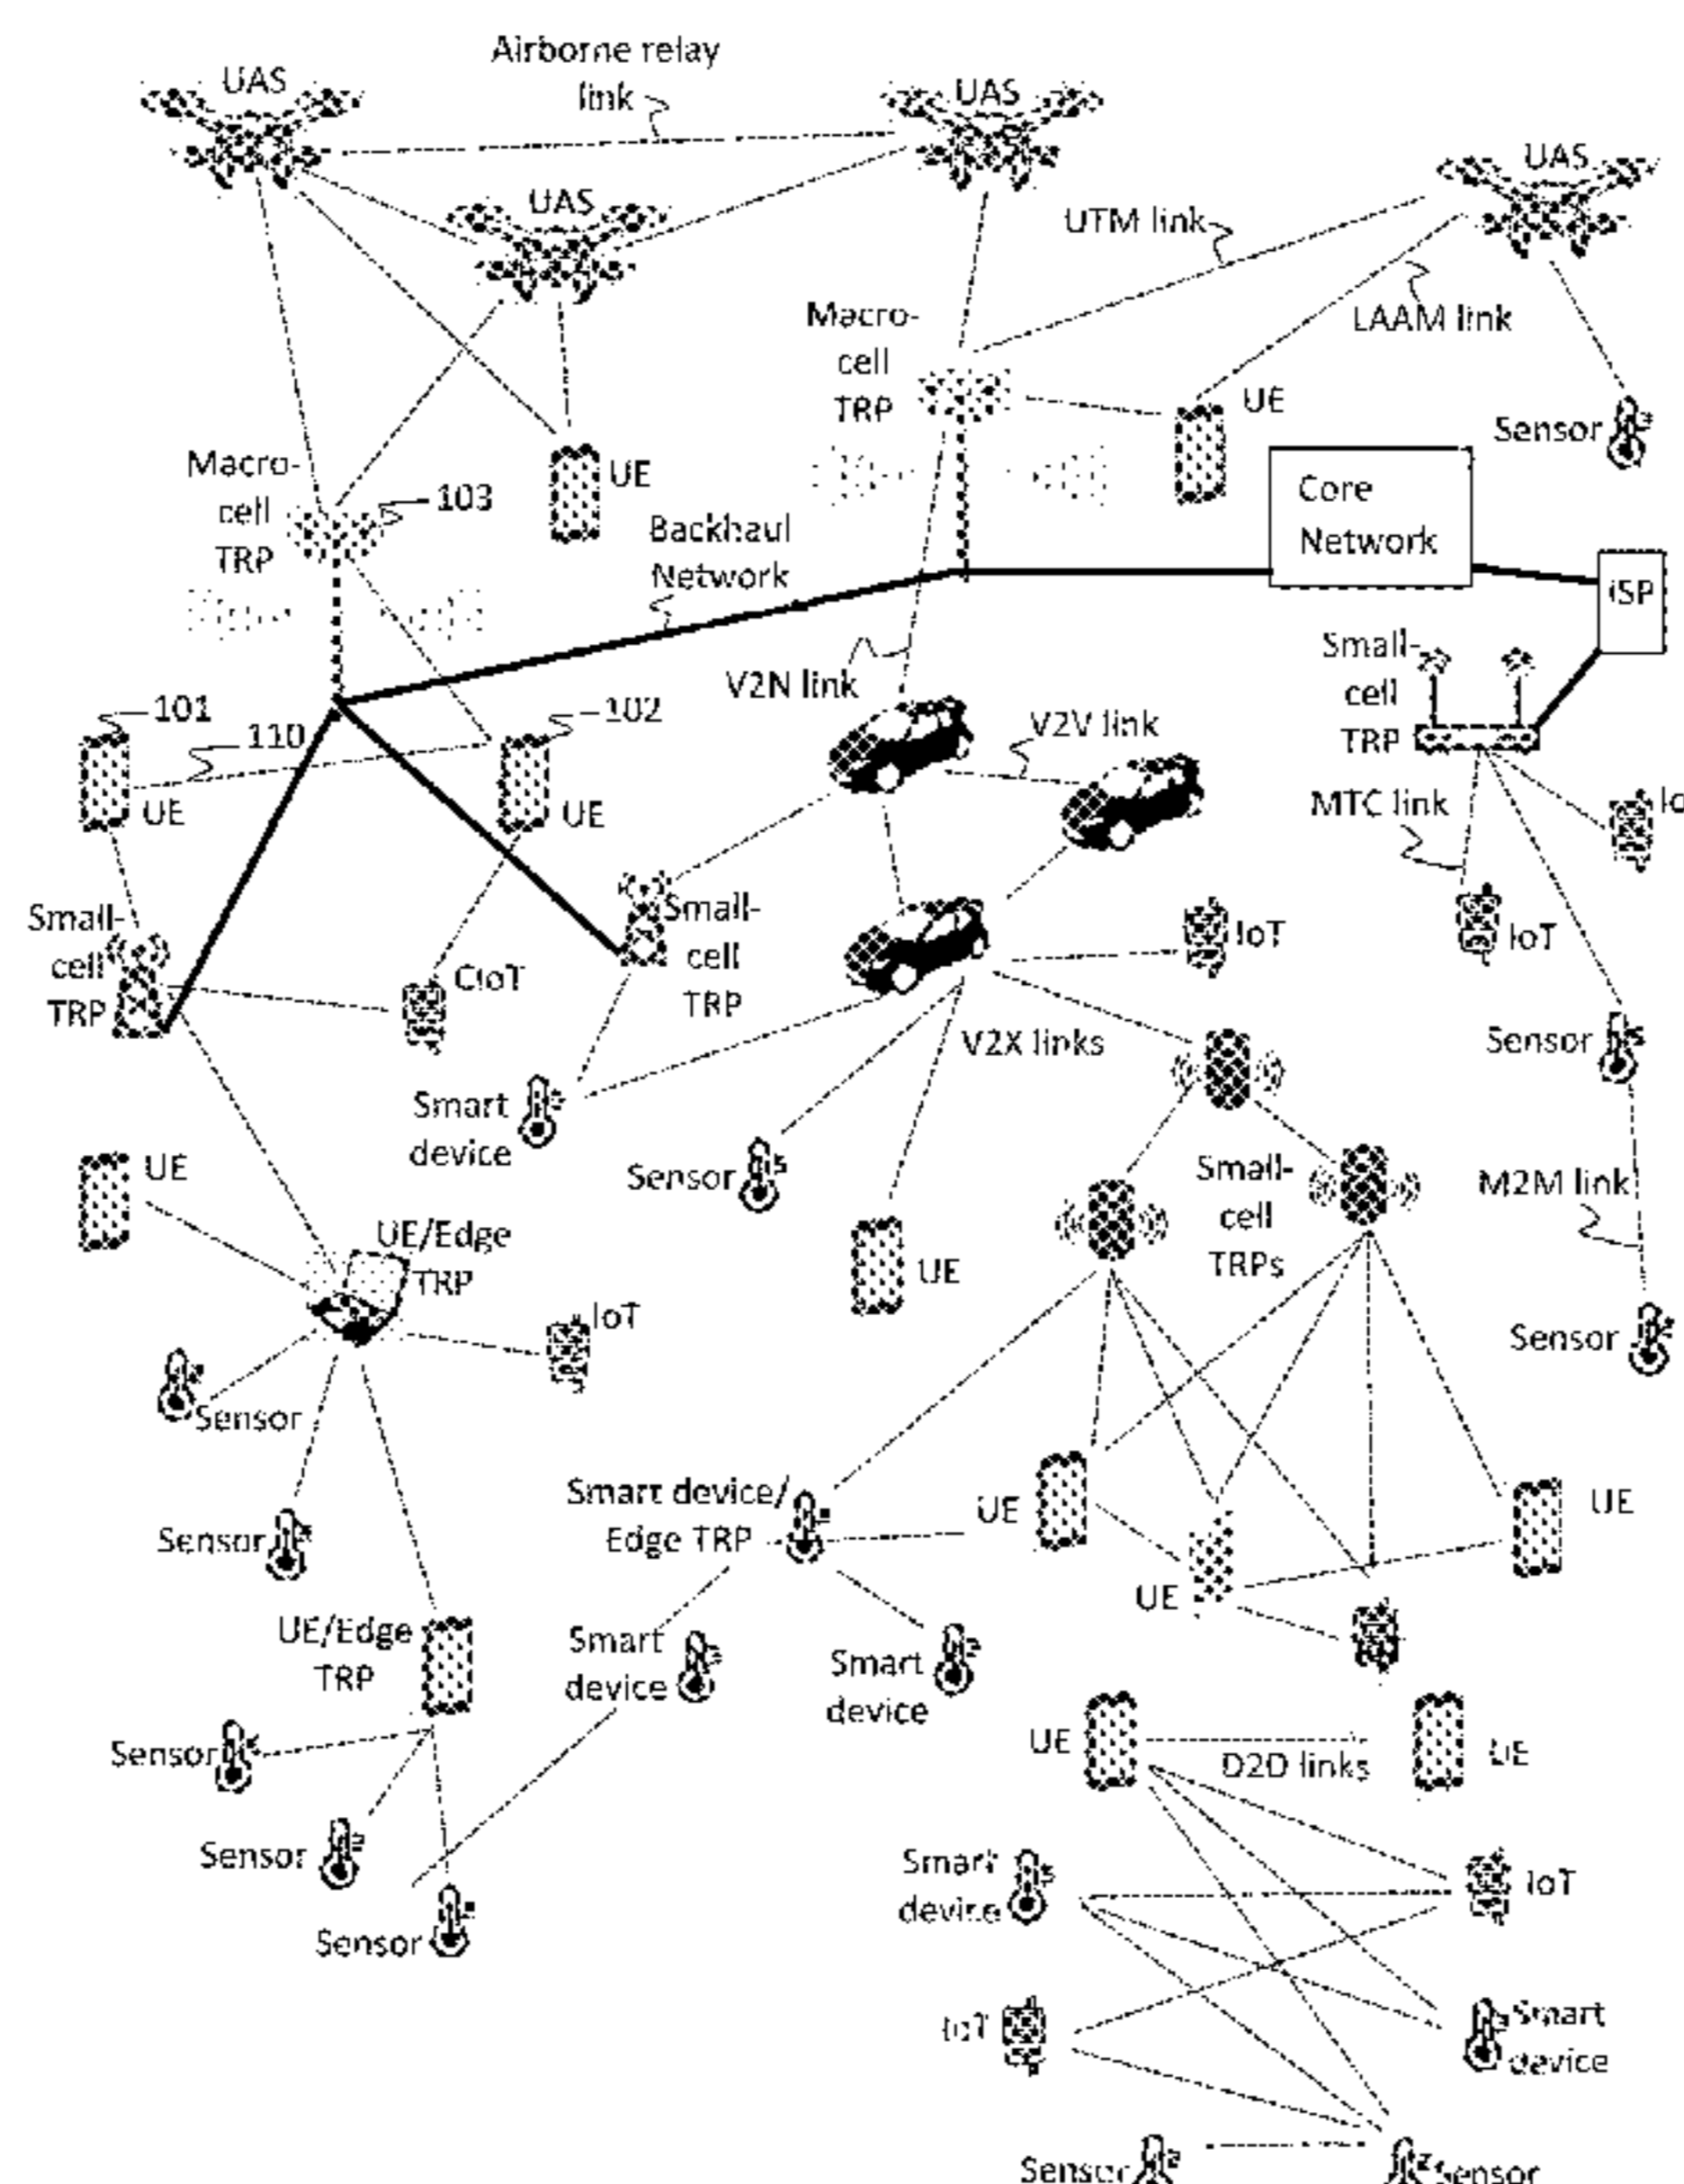 Airborne relay
link
UAS
UAS
UAS
UAS
UTM link
LAAM link
Macro-
cell
TRP
UE
Sensor
Macro-
cell
TRP
103
UE
Backhaul
Network
Core
Network
ISP
Small-
cell
TRP
V2N link
V2V link
101
110
102
UE
UE
MTC link
IoT
Small-
cell
TRP
CIoT
Small-
cell
TRP
IoT
V2X links
Sensor
Smart
device
Sensor
UE
UE
Small-
cell
TRPs
M2M link
UE/Edge
TRP
IoT
Sensor
Sensor
Sensor
Smart device/
Edge TRP
UE
UE
UE
UE/Edge
TRP
Smart
device
Smart
device
Sensor
UE
D2D links
UE
Sensor
Smart
device
IoT
Sensor
IoT
Smart
device
Sensor
Sensor